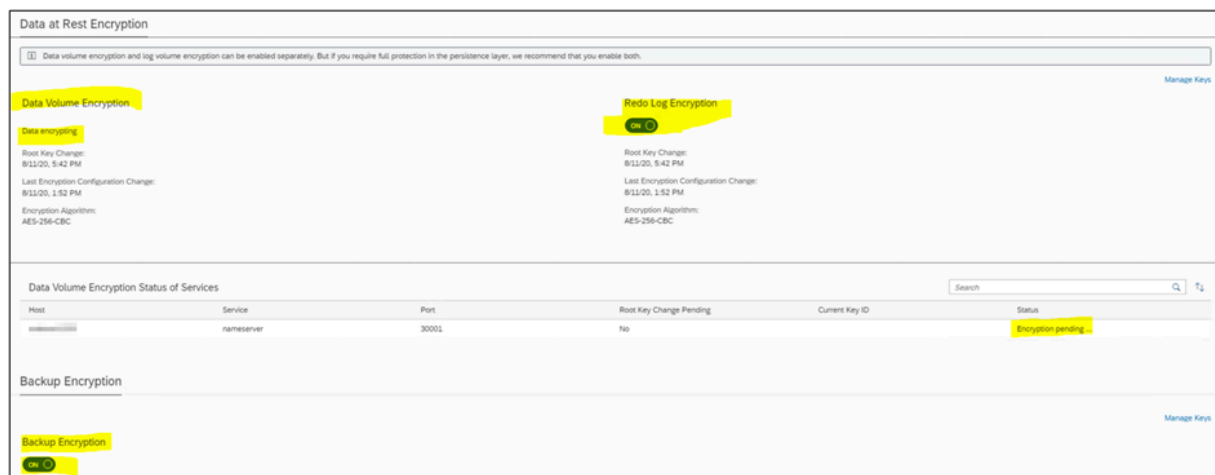 Data at Rest Encryption
Data volume encryption and log volume encryption can be enabled separately. But if you require full protection in the persistence layer, we recommend that you enable both.
Manage Keys
Data Volume Encryption
Data encrypting
Root Key Change:
8/11/20, 5:42 PM
Last Encryption Configuration Change:
8/11/20, 1:52 PM
Encryption Algorithm:
AES-256-CBC
Redo Log Encryption
ON
Root Key Change:
8/11/20, 5:42 PM
Last Encryption Configuration Change:
8/11/20, 1:52 PM
Encryption Algorithm:
AES-256-CBC
Data Volume Encryption Status of Services
Search
Host Service Port Root Key Change Pending Current Key ID Status
nameserver 30001 No Encryption pending ...
Backup Encryption
Manage Keys
Backup Encryption
ON